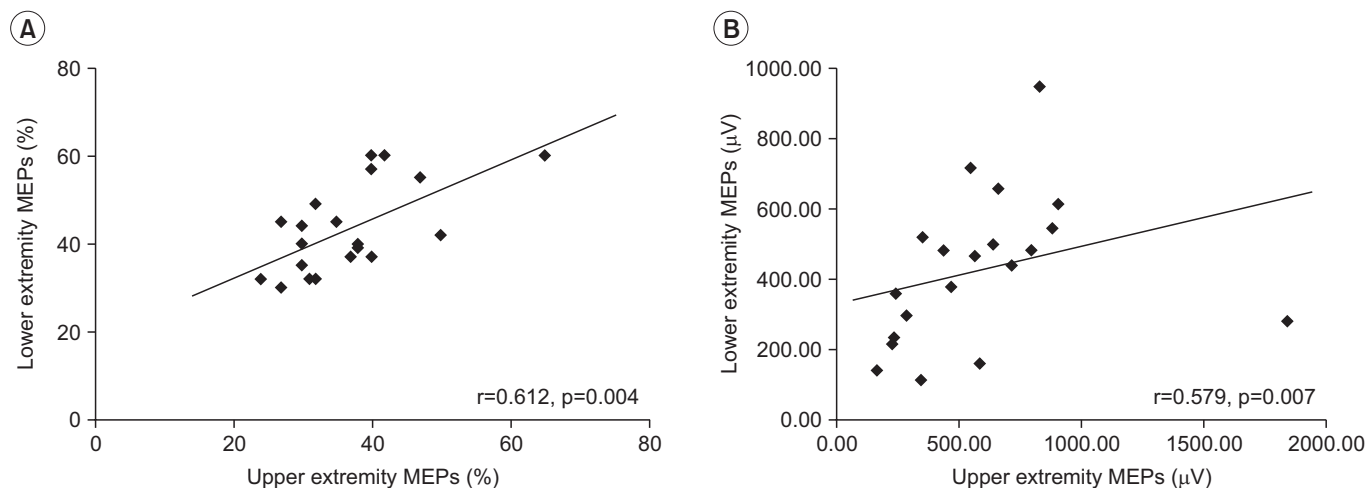 A
80
60
40
20
0
Lower extremity MEPs (%)
r=0.612, p=0.004
0 20 40 60 80
Upper extremity MEPs (%)
B
1000.00
800.00
600.00
400.00
200.00
0.00
Lower extremity MEPs (μV)
r=0.579, p=0.007
0.00 500.00 1000.00 1500.00 2000.00
Upper extremity MEPs (μV)